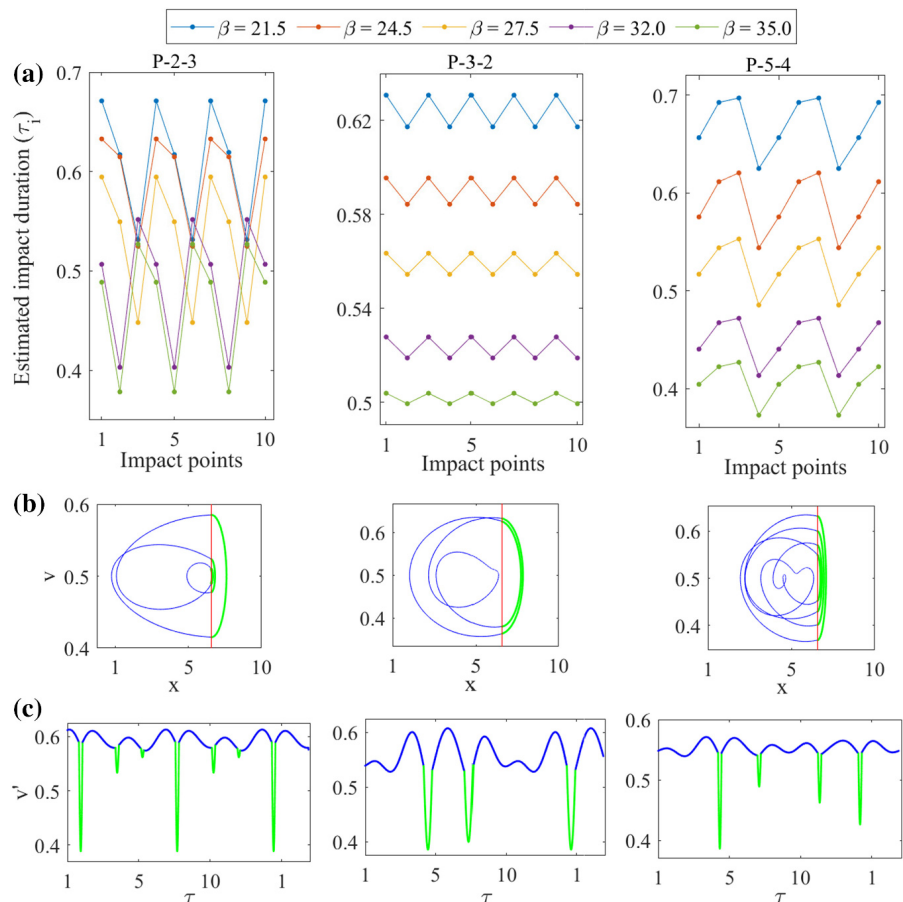 β = 21.5 β = 24.5 β = 27.5 β = 32.0 β = 35.0
(a)
P-2-3 P-3-2 P-5-4
Estimated impact duration (τi)
0.7
0.6
0.5
0.4
1 5 10
Impact points
0.62
0.58
0.54
0.5
1 5 10
Impact points
0.7
0.6
0.5
0.4
1 5 10
Impact points
(b)
v
0.6
0.5
0.4
1 5 10
x
0.6
0.5
0.4
1 5 10
x
0.6
0.5
0.4
1 5 10
x
(c)
v'
0.6
0.5
0.4
1 5 10 1
τ
0.6
0.5
0.4
1 5 10 1
τ
0.6
0.5
0.4
1 5 10 1
τ